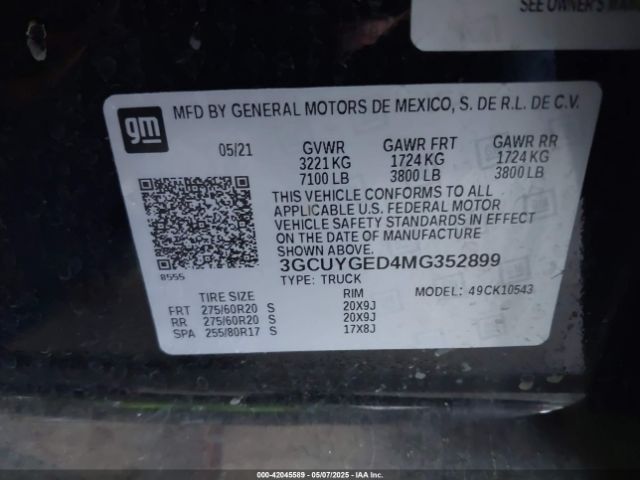 SEE OWNER'S
gm
MFD BY GENERAL MOTORS DE MEXICO, S. DE R.L. DE C.V.
05/21 GVWR GAWR FRT GAWR RR
3221 KG 1724 KG 1724 KG
7100 LB 3800 LB 3800 LB
THIS VEHICLE CONFORMS TO ALL
APPLICABLE U.S. FEDERAL MOTOR
VEHICLE SAFETY STANDARDS IN EFFECT
ON THE DATE OF MANUFACTURE
SHOWN ABOVE.
8555
3GCUYGED4MG352899
TYPE: TRUCK MODEL: 49CK10543
TIRE SIZE RIM
FRT 275/60R20 S 20X9J
RR 275/60R20 S 20X9J
SPA 255/80R17 S 17X8J
000-42045589 - 05/07/2025 - IAA Inc.